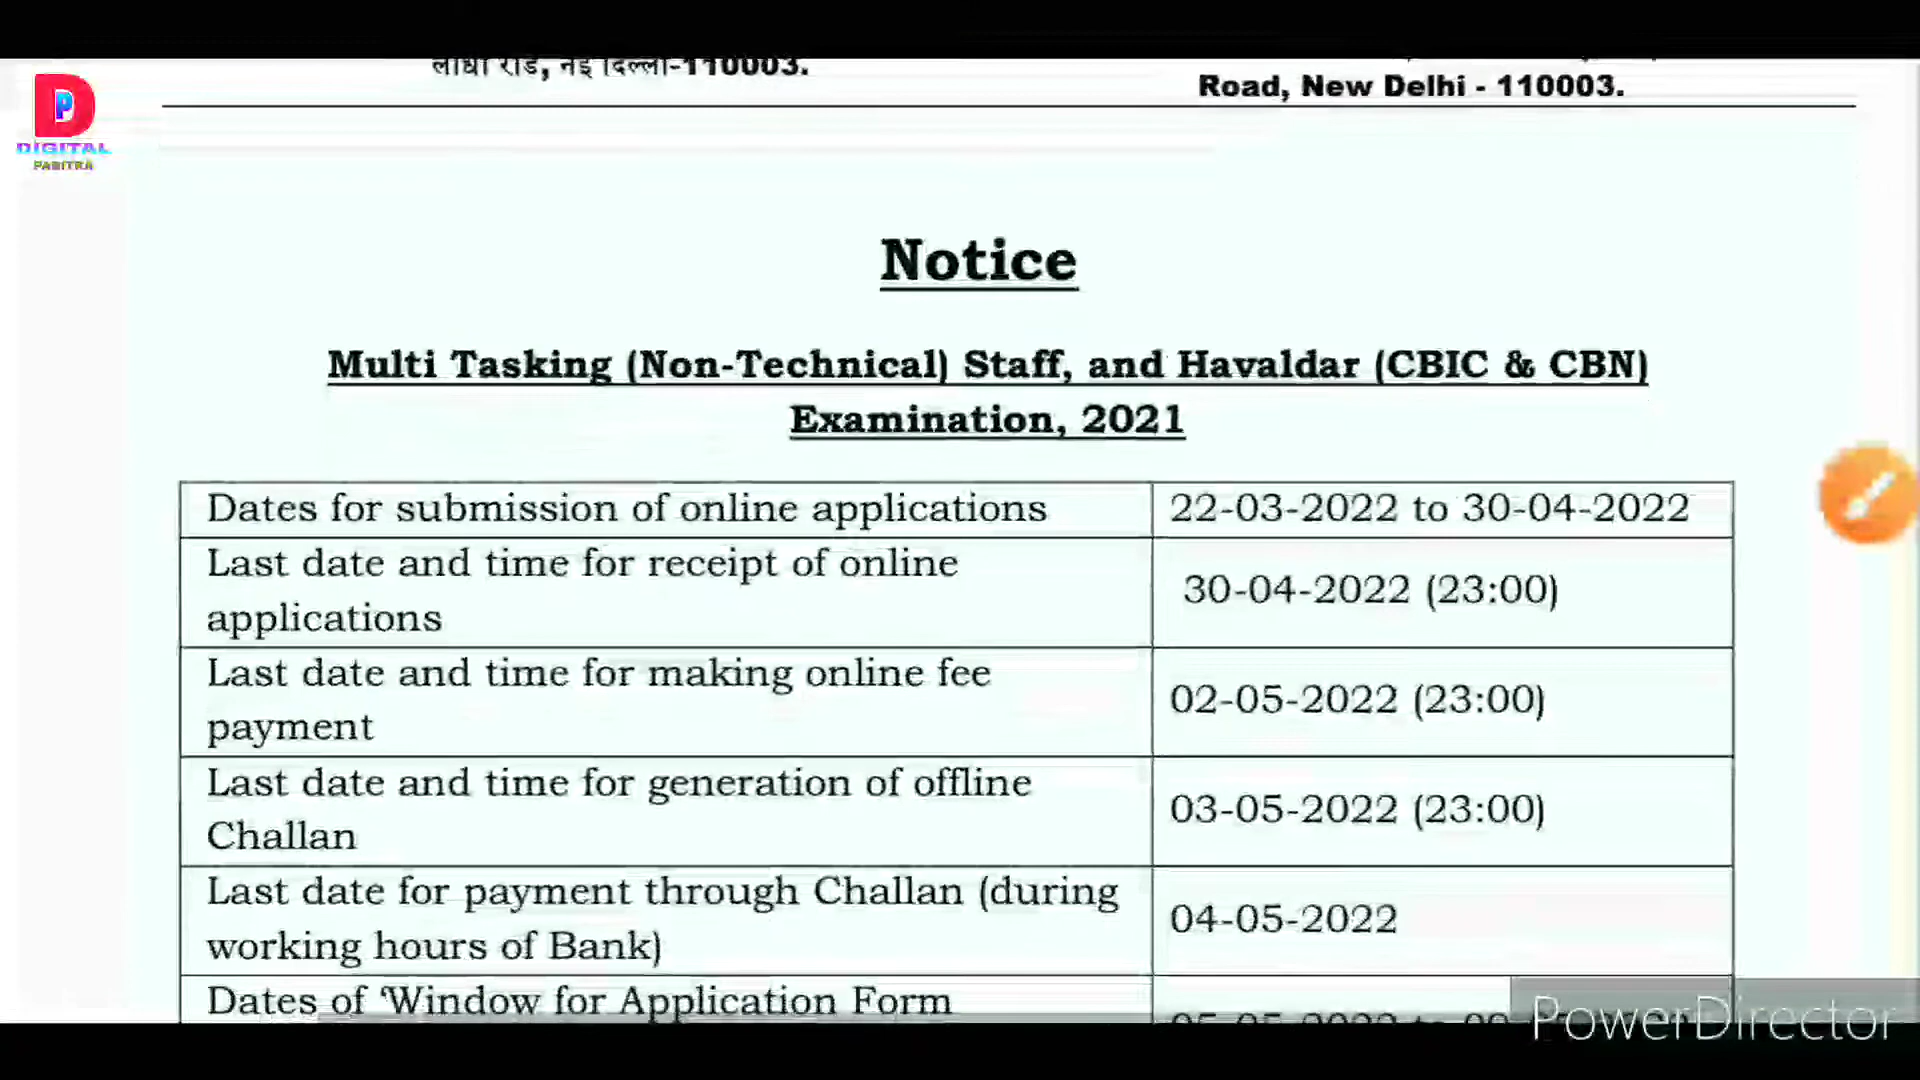 लोधी रोड, नई दिल्ली-110003.
Road, New Delhi - 110003.
D
P
DIGITAL
PABITRA
Notice
Multi Tasking (Non-Technical) Staff, and Havaldar (CBIC & CBN)
Examination, 2021
Dates for submission of online applications
22-03-2022 to 30-04-2022
Last date and time for receipt of online
applications
30-04-2022 (23:00)
Last date and time for making online fee
payment
02-05-2022 (23:00)
Last date and time for generation of offline
Challan
03-05-2022 (23:00)
Last date for payment through Challan (during
working hours of Bank)
04-05-2022
Dates of ‘Window for Application Form
PowerDirector